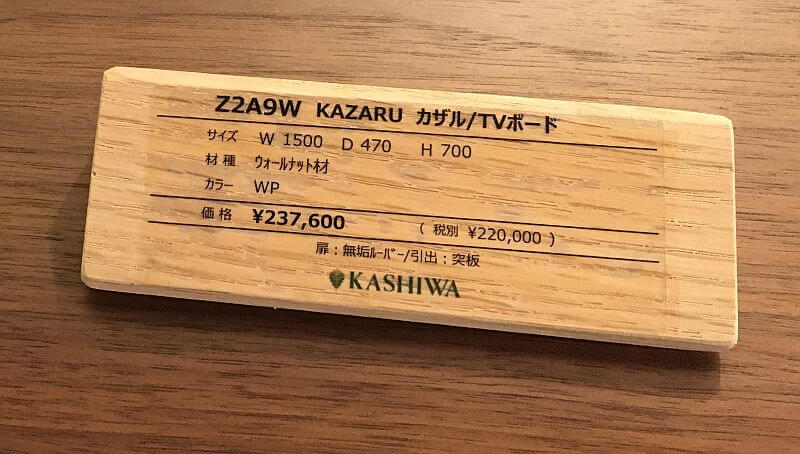 Z2A9W KAZARU カザル/TVボード
サイズ W 1500 D 470 H 700
材 種 ウォールナット材
カラー WP
価 格 ¥237,600 ( 税別 ¥220,000 )
扉：無垢ルーバー/引出：突板
KASHIWA